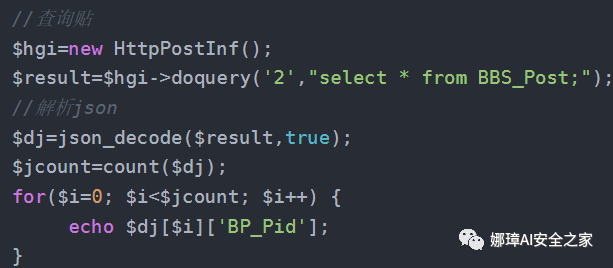 //查询贴
$hgi=new HttpPostInf();
$result=$hgi->doquery('2',"select * from BBS_Post;");
//解析json
$dj=json_decode($result,true);
$jcount=count($dj);
for($i=0; $i<$jcount; $i++) {
     echo $dj[$i]['BP_Pid'];
}
娜璋AI安全之家